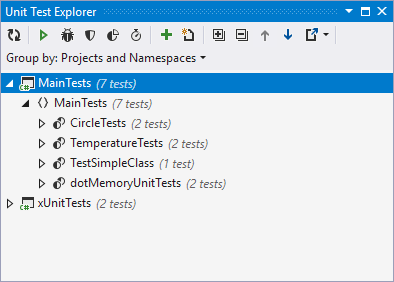 Unit Test Explorer
Group by: Projects and Namespaces
MainTests (7 tests)
MainTests (7 tests)
CircleTests (2 tests)
TemperatureTests (2 tests)
TestSimpleClass (1 test)
dotMemoryUnitTests (2 tests)
xUnitTests (2 tests)